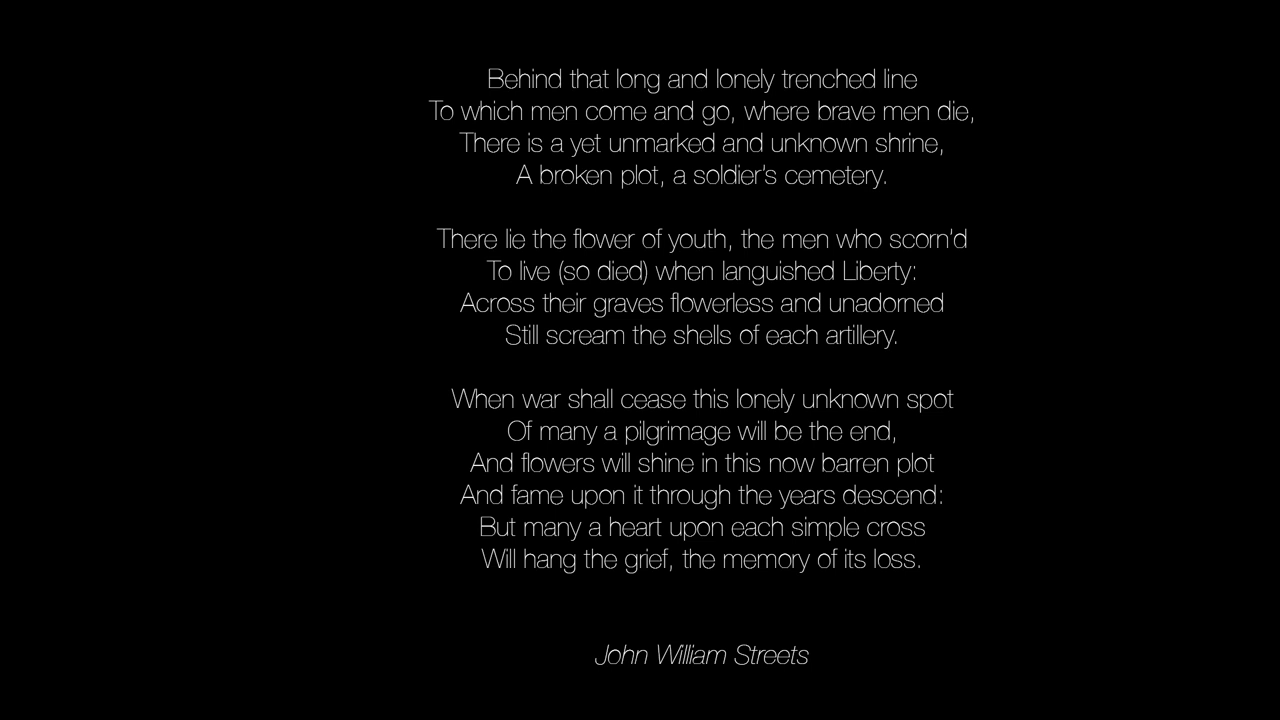 Behind that long and lonely trenched line
To which men come and go, where brave men die,
There is a yet unmarked and unknown shrine,
A broken plot, a soldier's cemetery.
There lie the flower of youth, the men who scorn'd
To live (so died) when languished Liberty:
Across their graves flowerless and unadorned
Still scream the shells of each artillery.
When war shall cease this lonely unknown spot
Of many a pilgrimage will be the end,
And flowers will shine in this now barren plot
And fame upon it through the years descend:
But many a heart upon each simple cross
Will hang the grief, the memory of its loss.
John William Streets